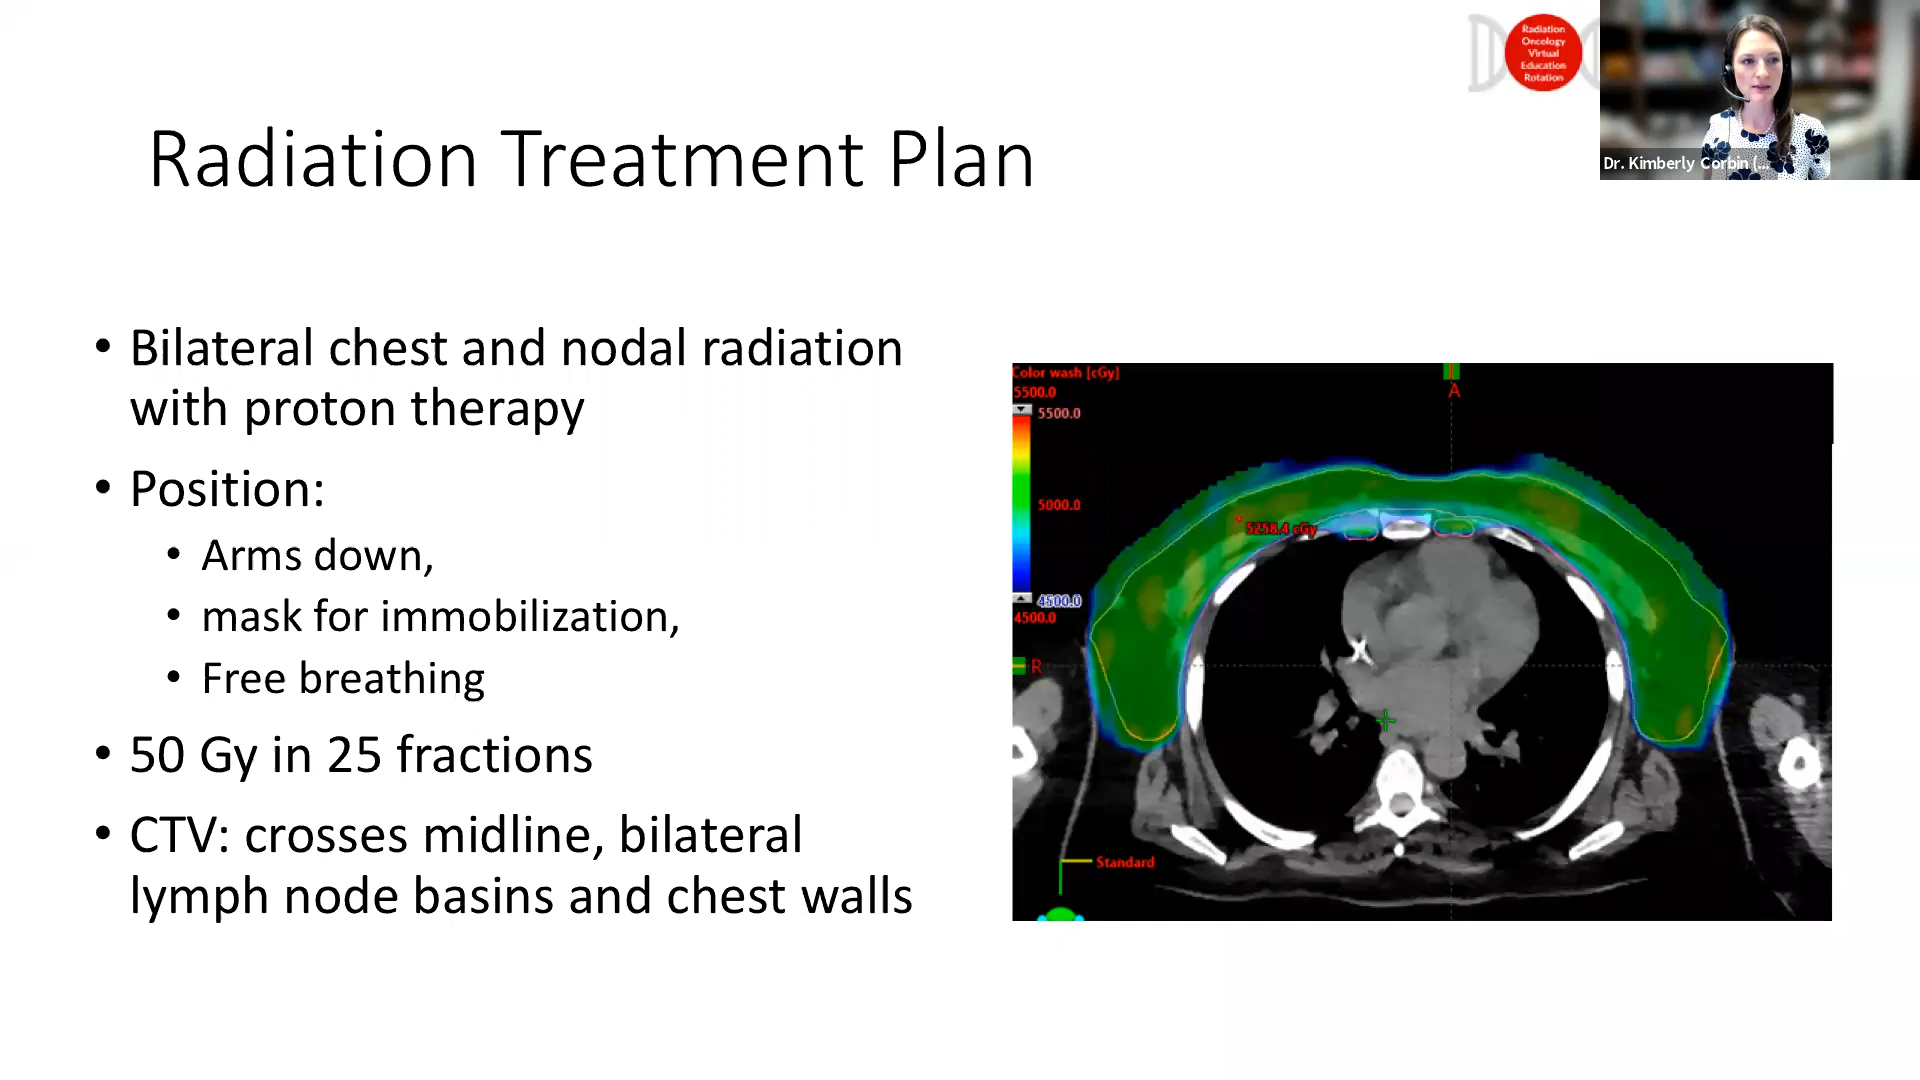 Radiation
Oncology
Virtual
Education
Rotation
Dr. Kimberly Corbin (...
Radiation Treatment Plan
• Bilateral chest and nodal radiation
with proton therapy
• Position:
• Arms down,
• mask for immobilization,
• Free breathing
• 50 Gy in 25 fractions
• CTV: crosses midline, bilateral
lymph node basins and chest walls
Color wash [cGy]
5500.0
5500.0
A
5000.0
5258.4 cGy
4500.0
4500.0
R
Standard